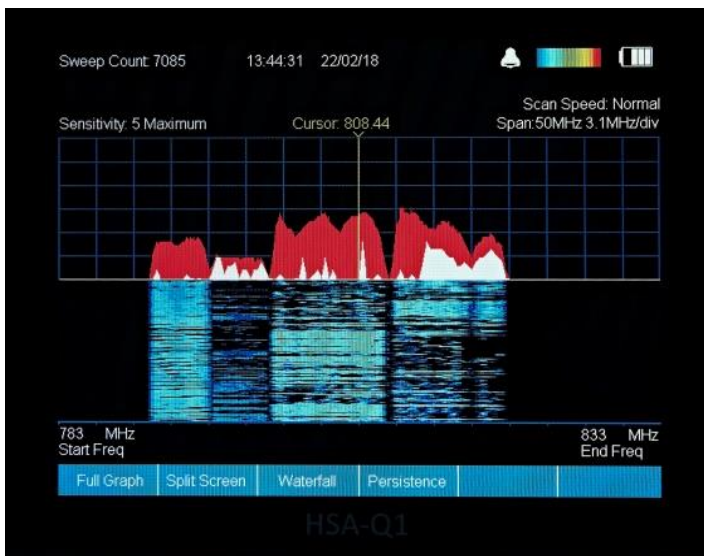 Sweep Count: 7085 13:44:31 22/02/18
Scan Speed: Normal
Sensitivity: 5 Maximum Cursor: 808.44 Span:50MHz 3.1MHz/div
783 MHz 833 MHz
Start Freq End Freq
Full Graph Split Screen Waterfall Persistence
HSA-Q1